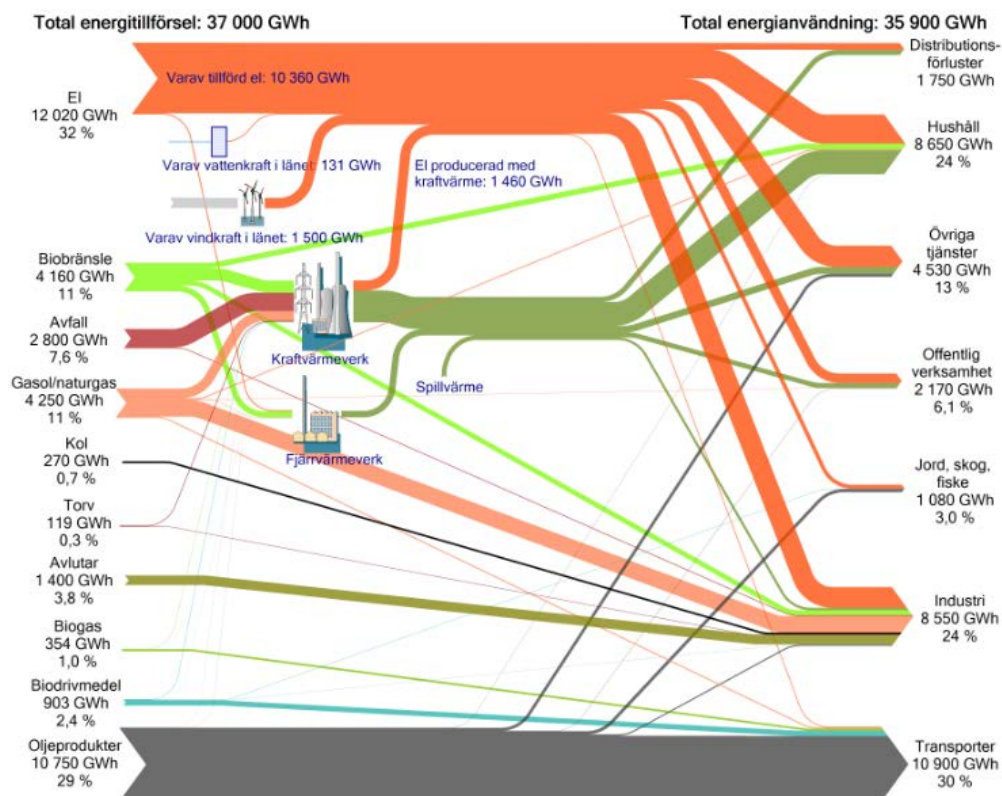 Total energitillförsel: 37 000 GWh
Total energianvändning: 35 900 GWh
El
12 020 GWh
32 %
Varav tillförd el: 10 360 GWh
Varav vattenkraft i länet: 131 GWh
Varav vindkraft i länet: 1 500 GWh
El producerad med
kraftvärme: 1 460 GWh
Biobränsle
4 160 GWh
11 %
Avfall
2 800 GWh
7,6 %
Gasol/naturgas
4 250 GWh
11 %
Kol
270 GWh
0,7 %
Torv
119 GWh
0,3 %
Avlutar
1 400 GWh
3,8 %
Biogas
354 GWh
1,0 %
Biodrivmedel
903 GWh
2,4 %
Oljeprodukter
10 750 GWh
29 %
Kraftvärmeverk
Spillvärme
Fjärrvärmeverk
Distributions-
förluster
1 750 GWh
Hushåll
8 650 GWh
24 %
Övriga
tjänster
4 530 GWh
13 %
Offentlig
verksamhet
2 170 GWh
6,1 %
Jord, skog,
fiske
1 080 GWh
3,0 %
Industri
8 550 GWh
24 %
Transporter
10 900 GWh
30 %